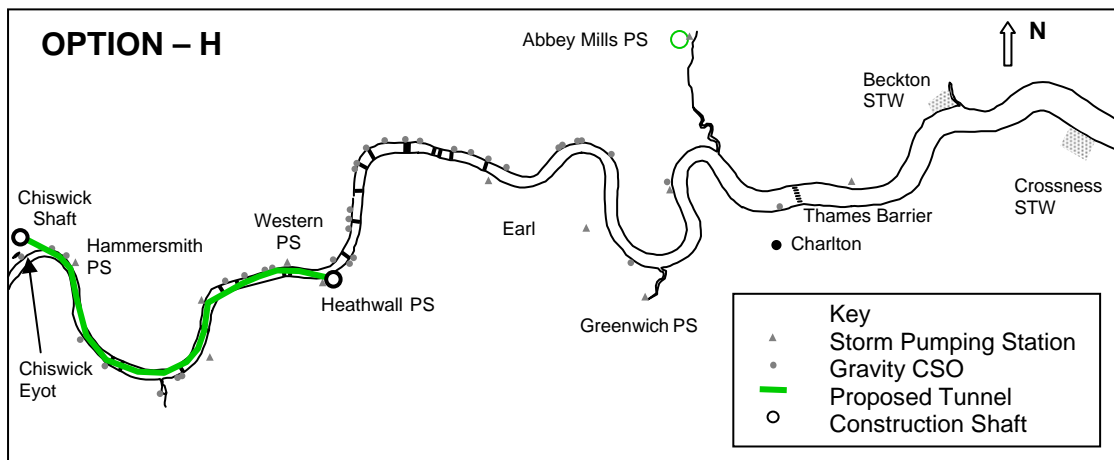 OPTION – H
Abbey Mills PS
N
Beckton
STW
Crossness
STW
Thames Barrier
Charlton
Chiswick
Shaft
Hammersmith
PS
Western
PS
Earl
Heathwall PS
Greenwich PS
Chiswick
Eyot
Key
Storm Pumping Station
Gravity CSO
Proposed Tunnel
Construction Shaft